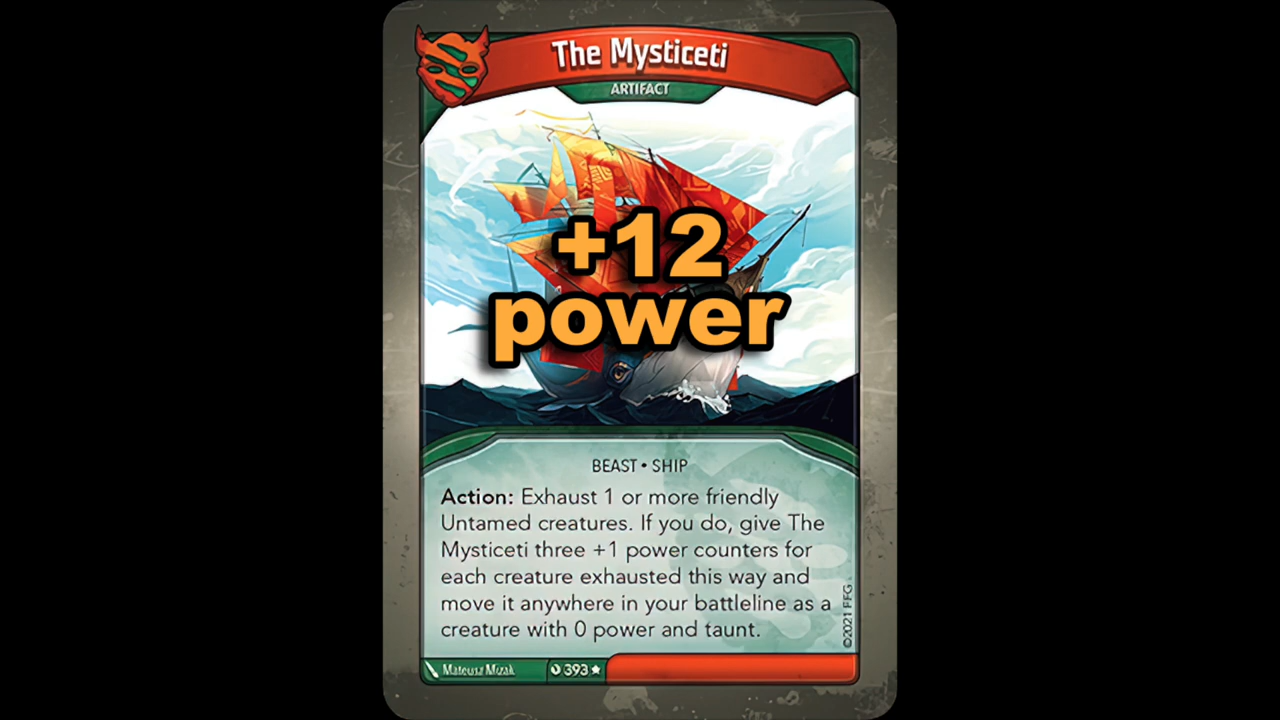 The Mysticeti
ARTIFACT
+12
power
BEAST • SHIP
Action: Exhaust 1 or more friendly
Untamed creatures. If you do, give The
Mysticeti three +1 power counters for
each creature exhausted this way and
move it anywhere in your battleline as a
creature with 0 power and taunt.
©2021 FFG
Mateusz Mizak
393